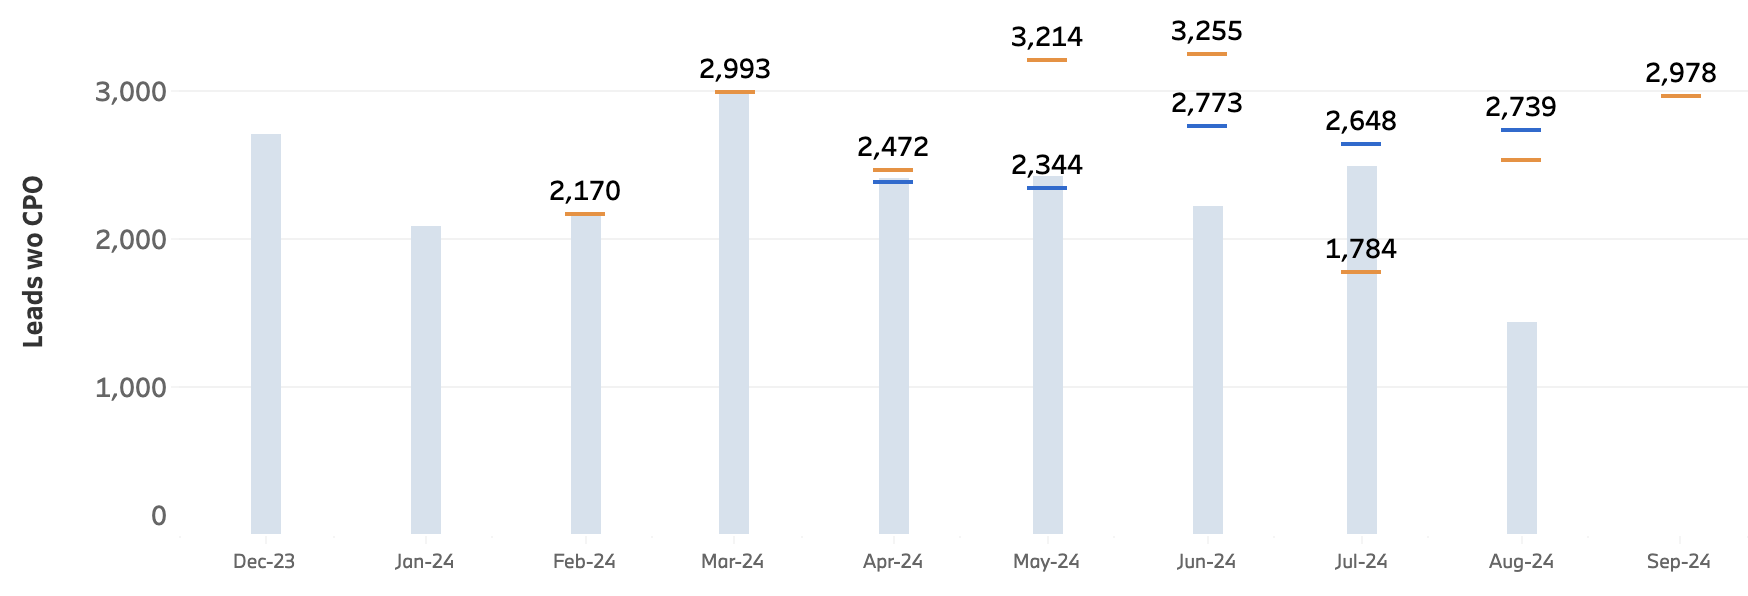 Leads wo CPO
3,000
2,000
1,000
0
2,170
2,993
2,472
3,214
2,344
3,255
2,773
2,648
1,784
2,739
2,978
Dec-23
Jan-24
Feb-24
Mar-24
Apr-24
May-24
Jun-24
Jul-24
Aug-24
Sep-24